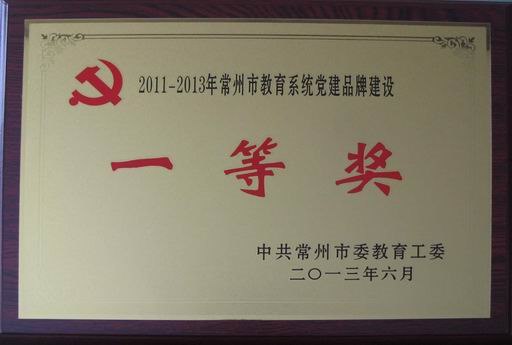 2011-2013年常州市教育系统党建品牌建设
一等奖
中共常州市委教育工委
二〇一三年六月